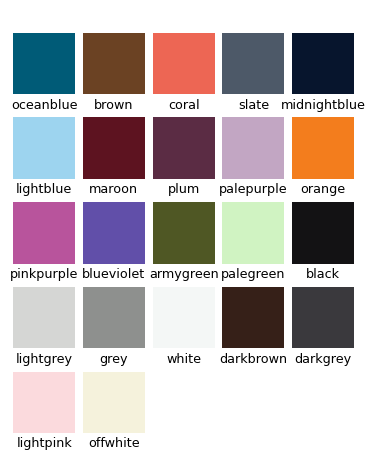 oceanblue brown coral slate midnightblue
lightblue maroon plum palepurple orange
pinkpurple blueviolet armygreen palegreen black
lightgrey grey white darkbrown darkgrey
lightpink offwhite